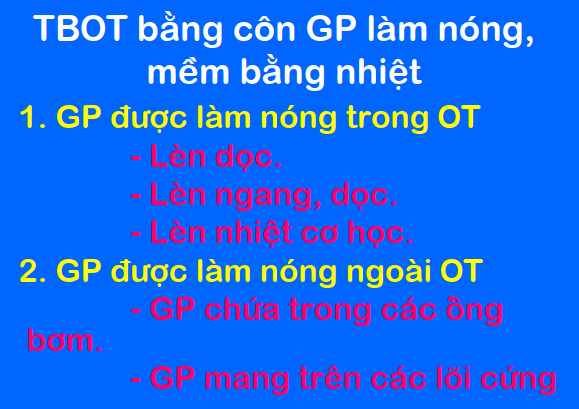 TBOT bằng côn GP làm nóng,
mềm bằng nhiệt
1. GP được làm nóng trong OT
- Lèn dọc.
- Lèn ngang, dọc.
- Lèn nhiệt cơ học.
2. GP được làm nóng ngoài OT
- GP chứa trong các ông
bơm.
- GP mang trên các lõi cứng